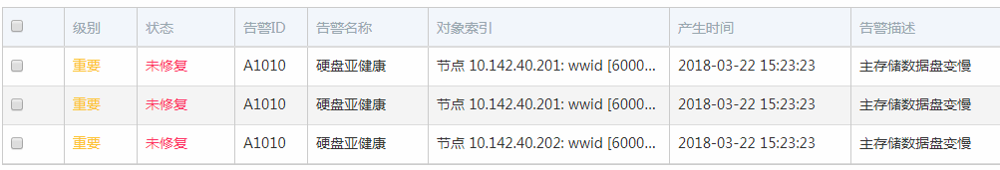 级别 状态 告警ID 告警名称 对象索引 产生时间 告警描述
重要 未修复 A1010 硬盘亚健康 节点 10.142.40.201: wwid [6000... 2018-03-22 15:23:23 主存储数据盘变慢
重要 未修复 A1010 硬盘亚健康 节点 10.142.40.201: wwid [6000... 2018-03-22 15:23:23 主存储数据盘变慢
重要 未修复 A1010 硬盘亚健康 节点 10.142.40.202: wwid [6000... 2018-03-22 15:23:23 主存储数据盘变慢